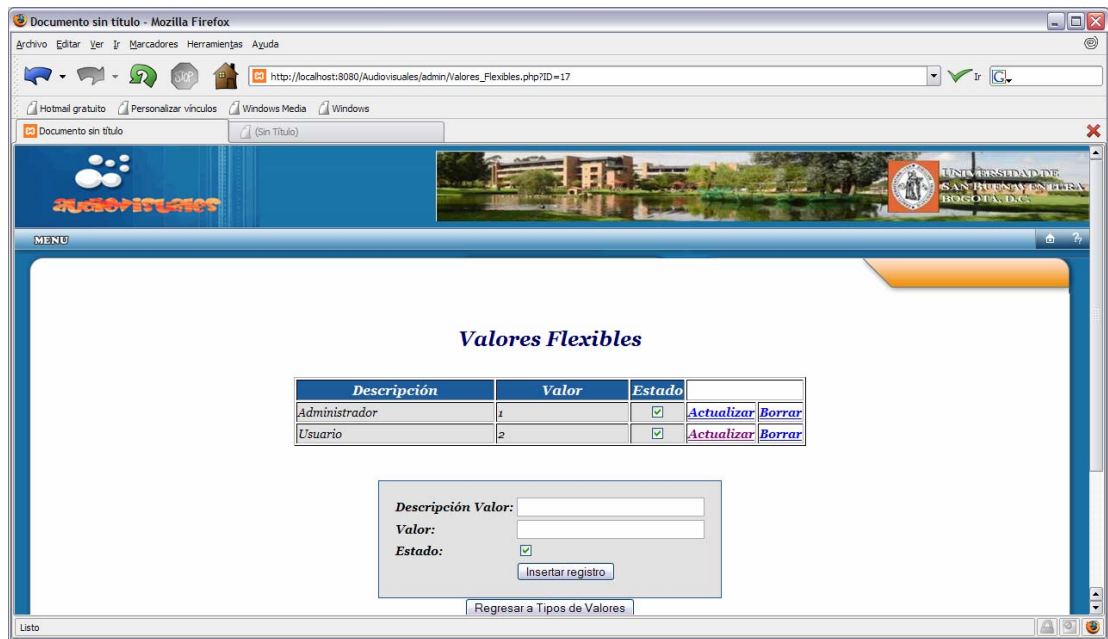 Documento sin título - Mozilla Firefox
Archivo Editar Ver Ir Marcadores Herramientas Ayuda
STOP http://localhost:8080/Audiovisuales/admin/Valores_Flexibles.php?ID=17 Ir G
Hotmail gratuito Personalizar vínculos Windows Media Windows
Documento sin título (Sin Título)
audiovisuales
UNIVERSIDAD DE
SAN BUENAVENTURA
BOGOTÁ, D.C.
MENU
Valores Flexibles
Descripción Valor Estado
Administrador 1 Actualizar Borrar
Usuario 2 Actualizar Borrar
Descripción Valor:
Valor:
Estado:
Insertar registro
Regresar a Tipos de Valores
Listo